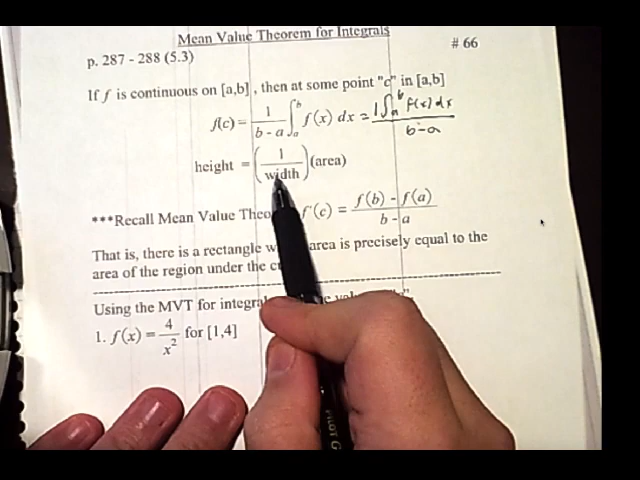 Mean Value Theorem for Integrals
# 66
p. 287 - 288 (5.3)
If f is continuous on [a,b] , then at some point "c" in [a,b]
f(c) = 1/(b - a) ∫_a^b f(x) dx = (1∫_a^b f(x) dx)/(b - a)
height = (1/width)(area)
***Recall Mean Value f'(c) = (f(b) - f(a))/(b - a)
That is, there is a rectangle area is precisely equal to the
area of the region under the
Using the MVT for
1. f(x) = 4/x² for [1,4]
PILOT G